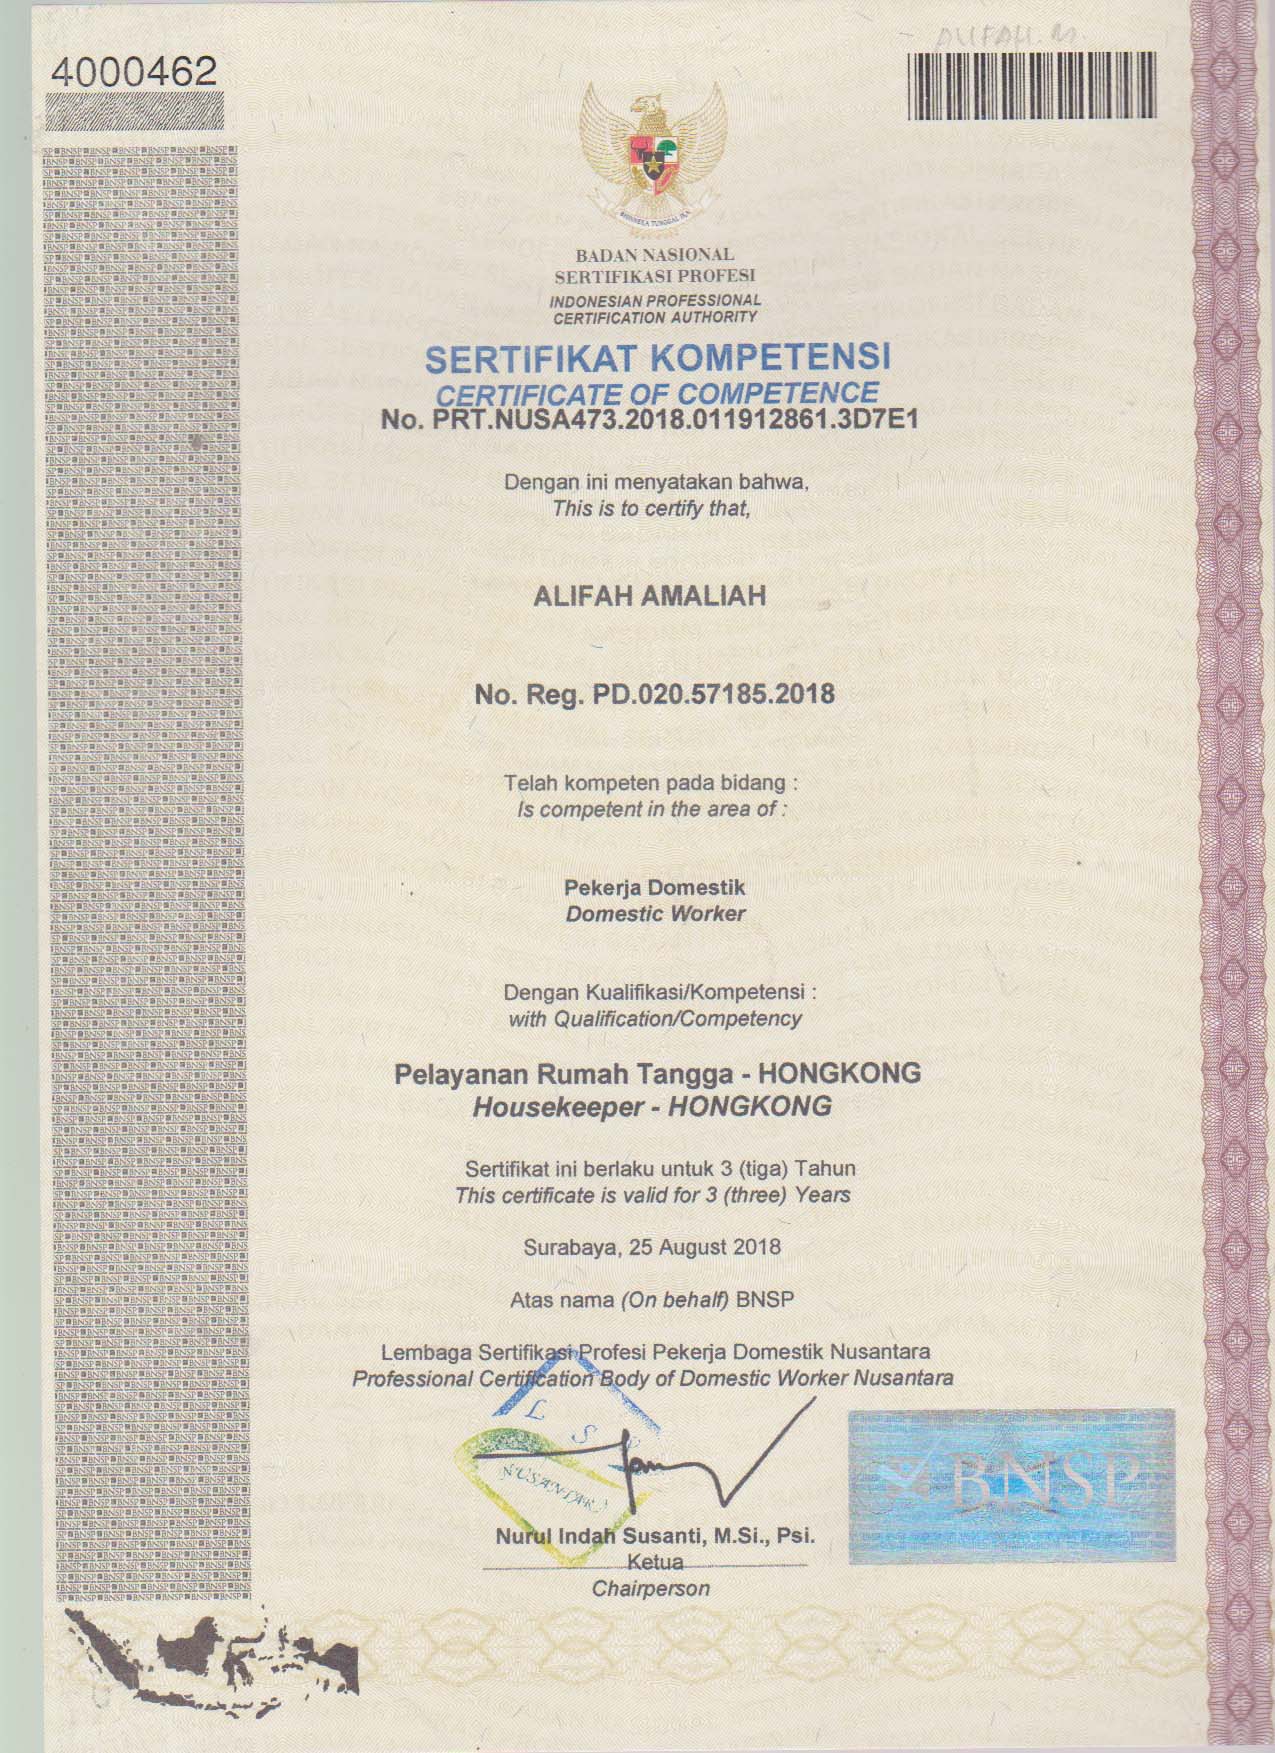 4000462
BADAN NASIONAL
SERTIFIKASI PROFESI
INDONESIAN PROFESSIONAL
CERTIFICATION AUTHORITY
SERTIFIKAT KOMPETENSI
CERTIFICATE OF COMPETENCE
No. PRT.NUSA473.2018.011912861.3D7E1
Dengan ini menyatakan bahwa,
This is to certify that,
ALIFAH AMALIAH
No. Reg. PD.020.57185.2018
Telah kompeten pada bidang :
Is competent in the area of :
Pekerja Domestik
Domestic Worker
Dengan Kualifikasi/Kompetensi :
with Qualification/Competency
Pelayanan Rumah Tangga - HONGKONG
Housekeeper - HONGKONG
Sertifikat ini berlaku untuk 3 (tiga) Tahun
This certificate is valid for 3 (three) Years
Surabaya, 25 August 2018
Atas nama (On behalf) BNSP
Lembaga Sertifikasi Profesi Pekerja Domestik Nusantara
Professional Certification Body of Domestic Worker Nusantara
L S P
NUSANTARA
BNSP
Nurul Indah Susanti, M.Si., Psi.
Ketua
Chairperson